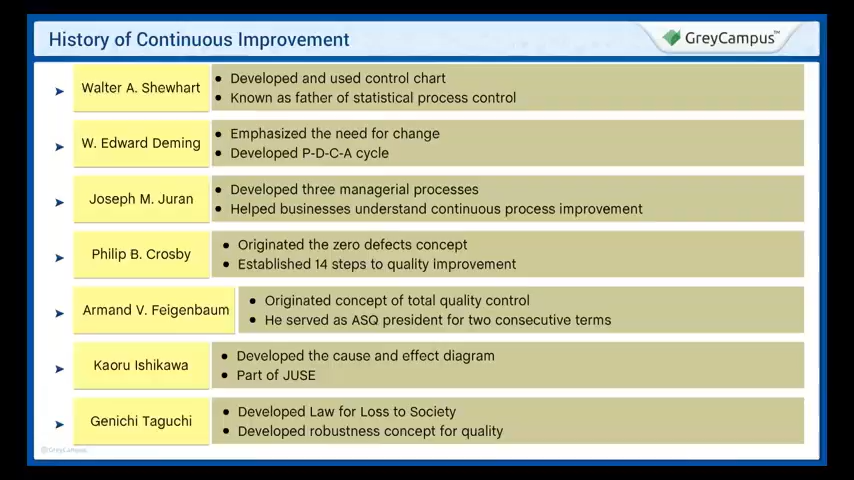 History of Continuous Improvement
GreyCampus™
Walter A. Shewhart
Developed and used control chart
Known as father of statistical process control
W. Edward Deming
Emphasized the need for change
Developed P-D-C-A cycle
Joseph M. Juran
Developed three managerial processes
Helped businesses understand continuous process improvement
Philip B. Crosby
Originated the zero defects concept
Established 14 steps to quality improvement
Armand V. Feigenbaum
Originated concept of total quality control
He served as ASQ president for two consecutive terms
Kaoru Ishikawa
Developed the cause and effect diagram
Part of JUSE
Genichi Taguchi
Developed Law for Loss to Society
Developed robustness concept for quality
@GreyCampus